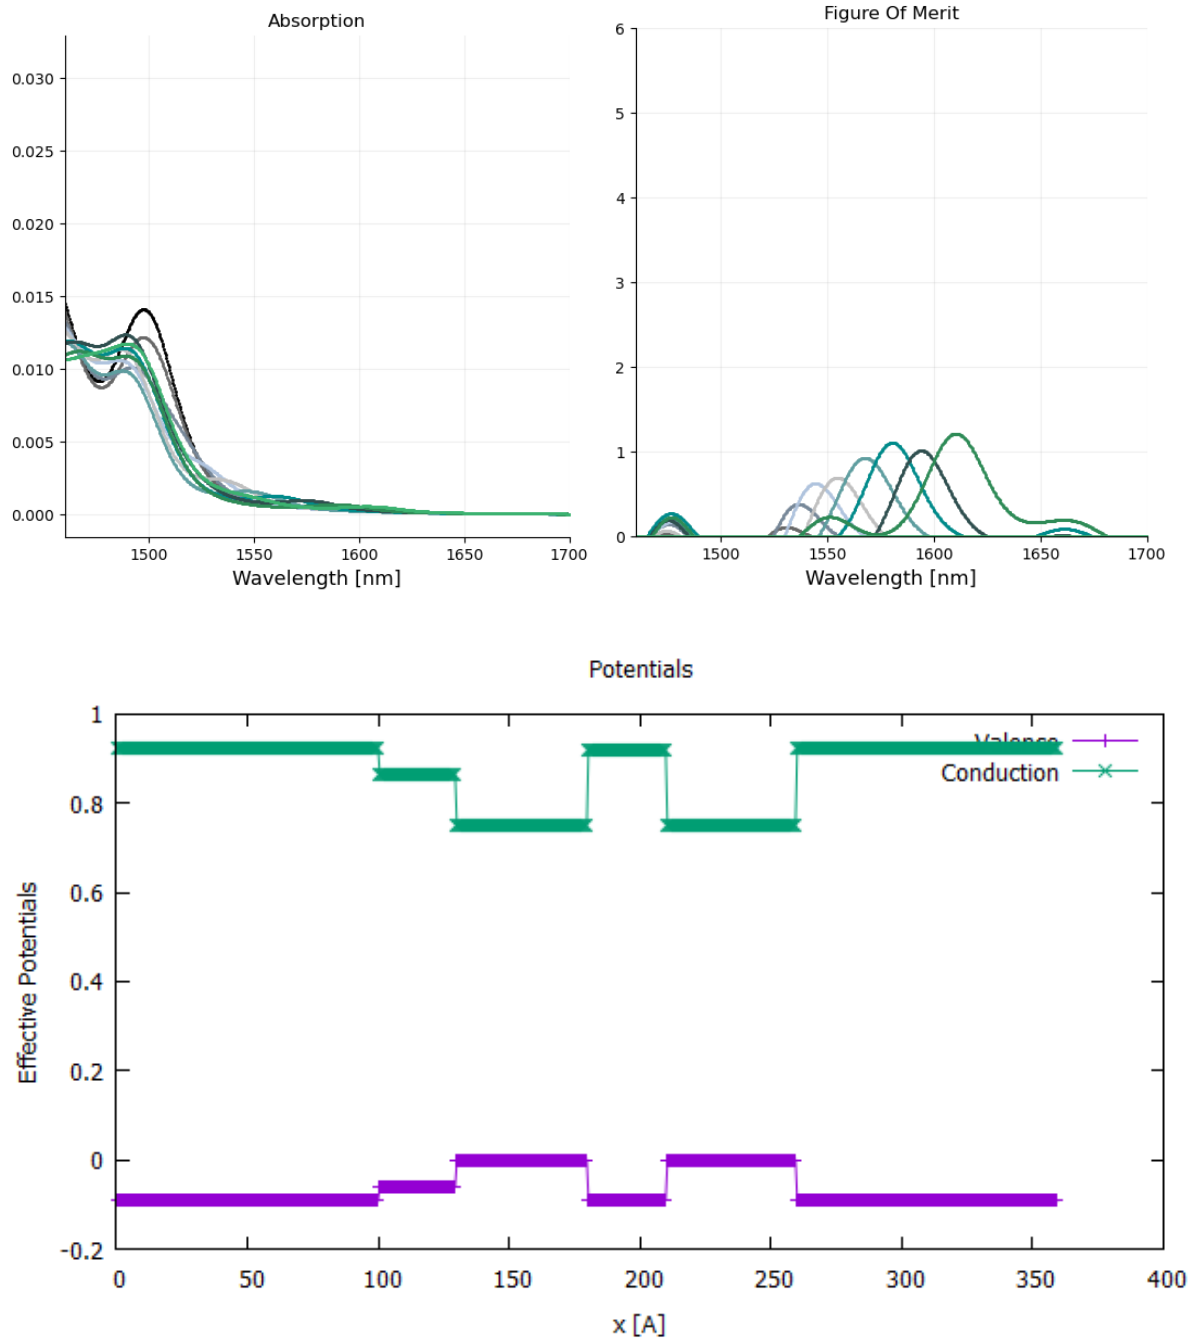 Absorption
0.030
0.025
0.020
0.015
0.010
0.005
0.000
1500 1550 1600 1650 1700
Wavelength [nm]
Figure Of Merit
6
5
4
3
2
1
0
1500 1550 1600 1650 1700
Wavelength [nm]
Potentials
Valence
Conduction
1
0.8
0.6
0.4
0.2
0
-0.2
Effective Potentials
0 50 100 150 200 250 300 350 400
x [A]